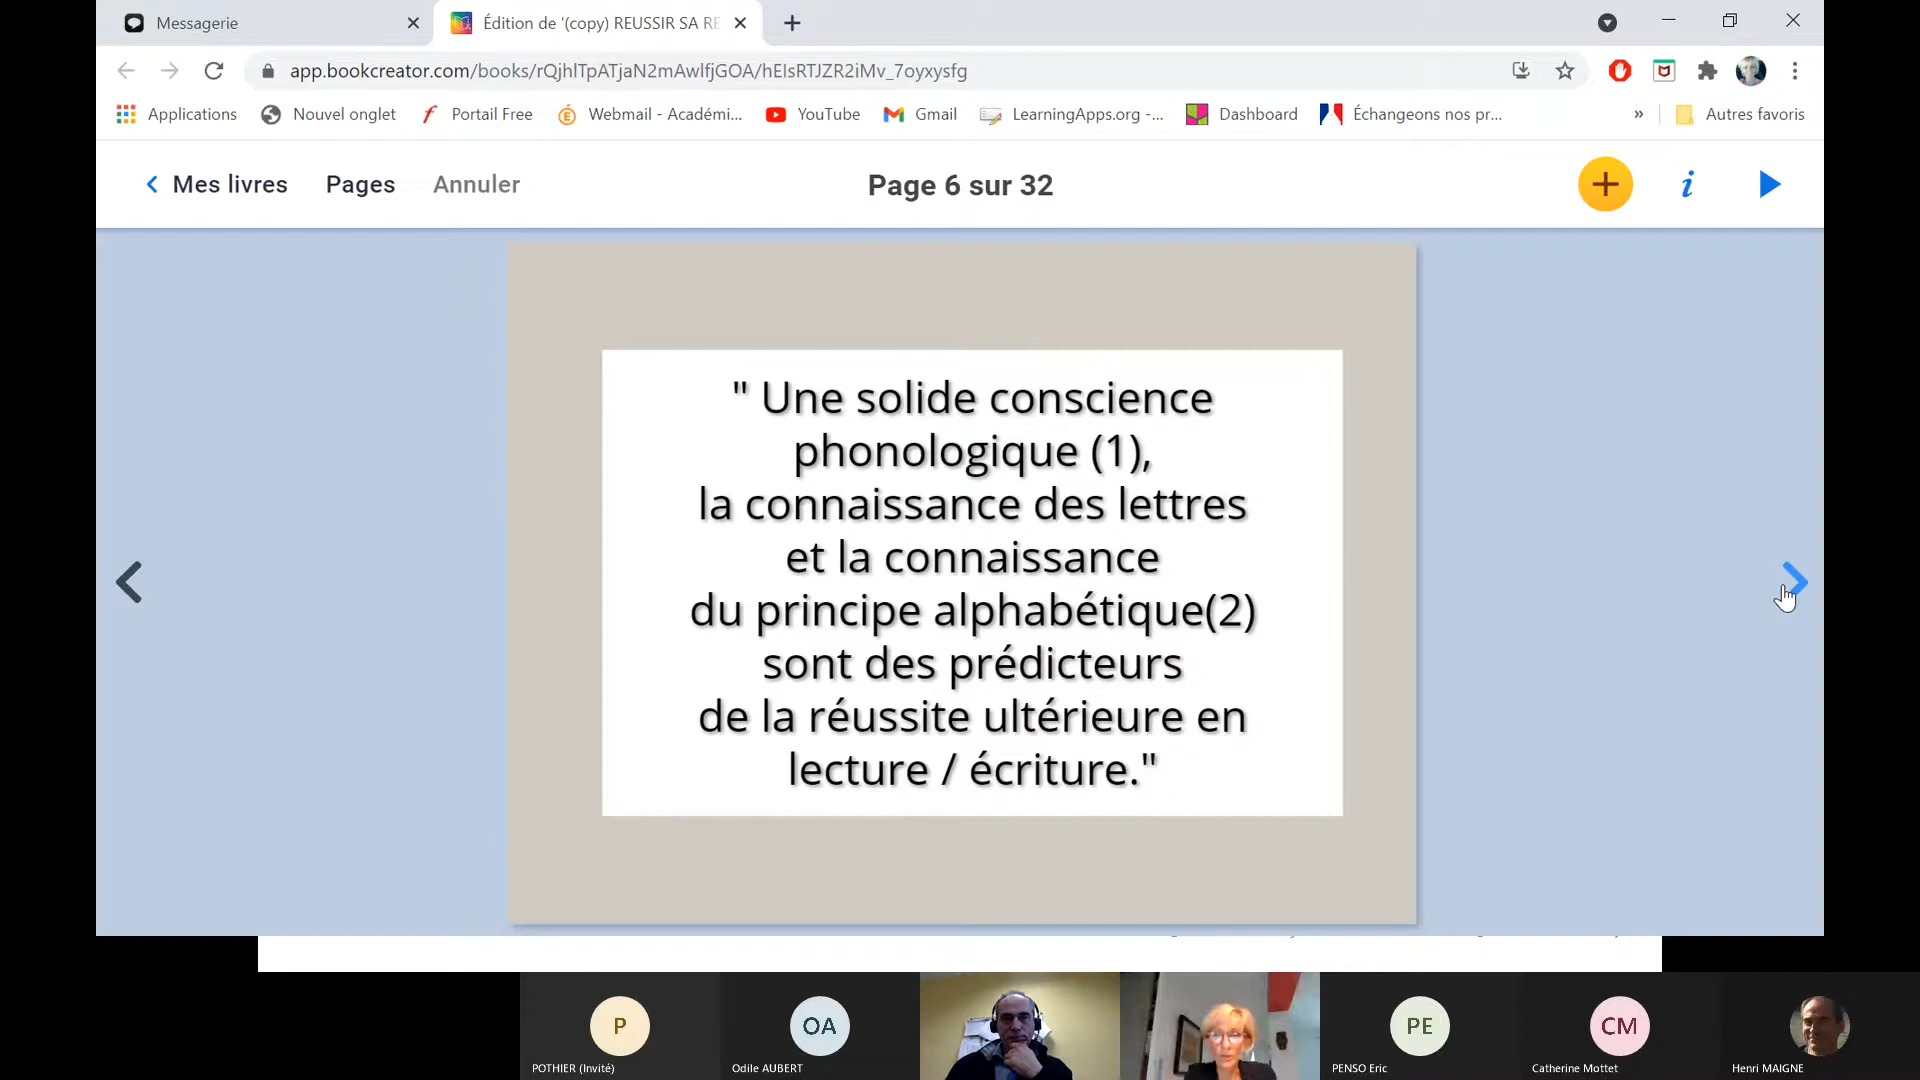 Messagerie
Édition de '(copy) REUSSIR SA RE
app.bookcreator.com/books/rQjhlTpATjaN2mAwlfjGOA/hEIsRTJZR2iMv_7oyxysfg
Applications
Nouvel onglet
Portail Free
Webmail - Académi...
YouTube
Gmail
LearningApps.org -...
Dashboard
Échangeons nos pr...
»
Autres favoris
Mes livres
Pages
Annuler
Page 6 sur 32
" Une solide conscience
phonologique (1),
la connaissance des lettres
et la connaissance
du principe alphabétique(2)
sont des prédicteurs
de la réussite ultérieure en
lecture / écriture."
P
OA
PE
CM
POTHIER (Invité)
Odile AUBERT
PENSO Eric
Catherine Mottet
Henri MAIGNE